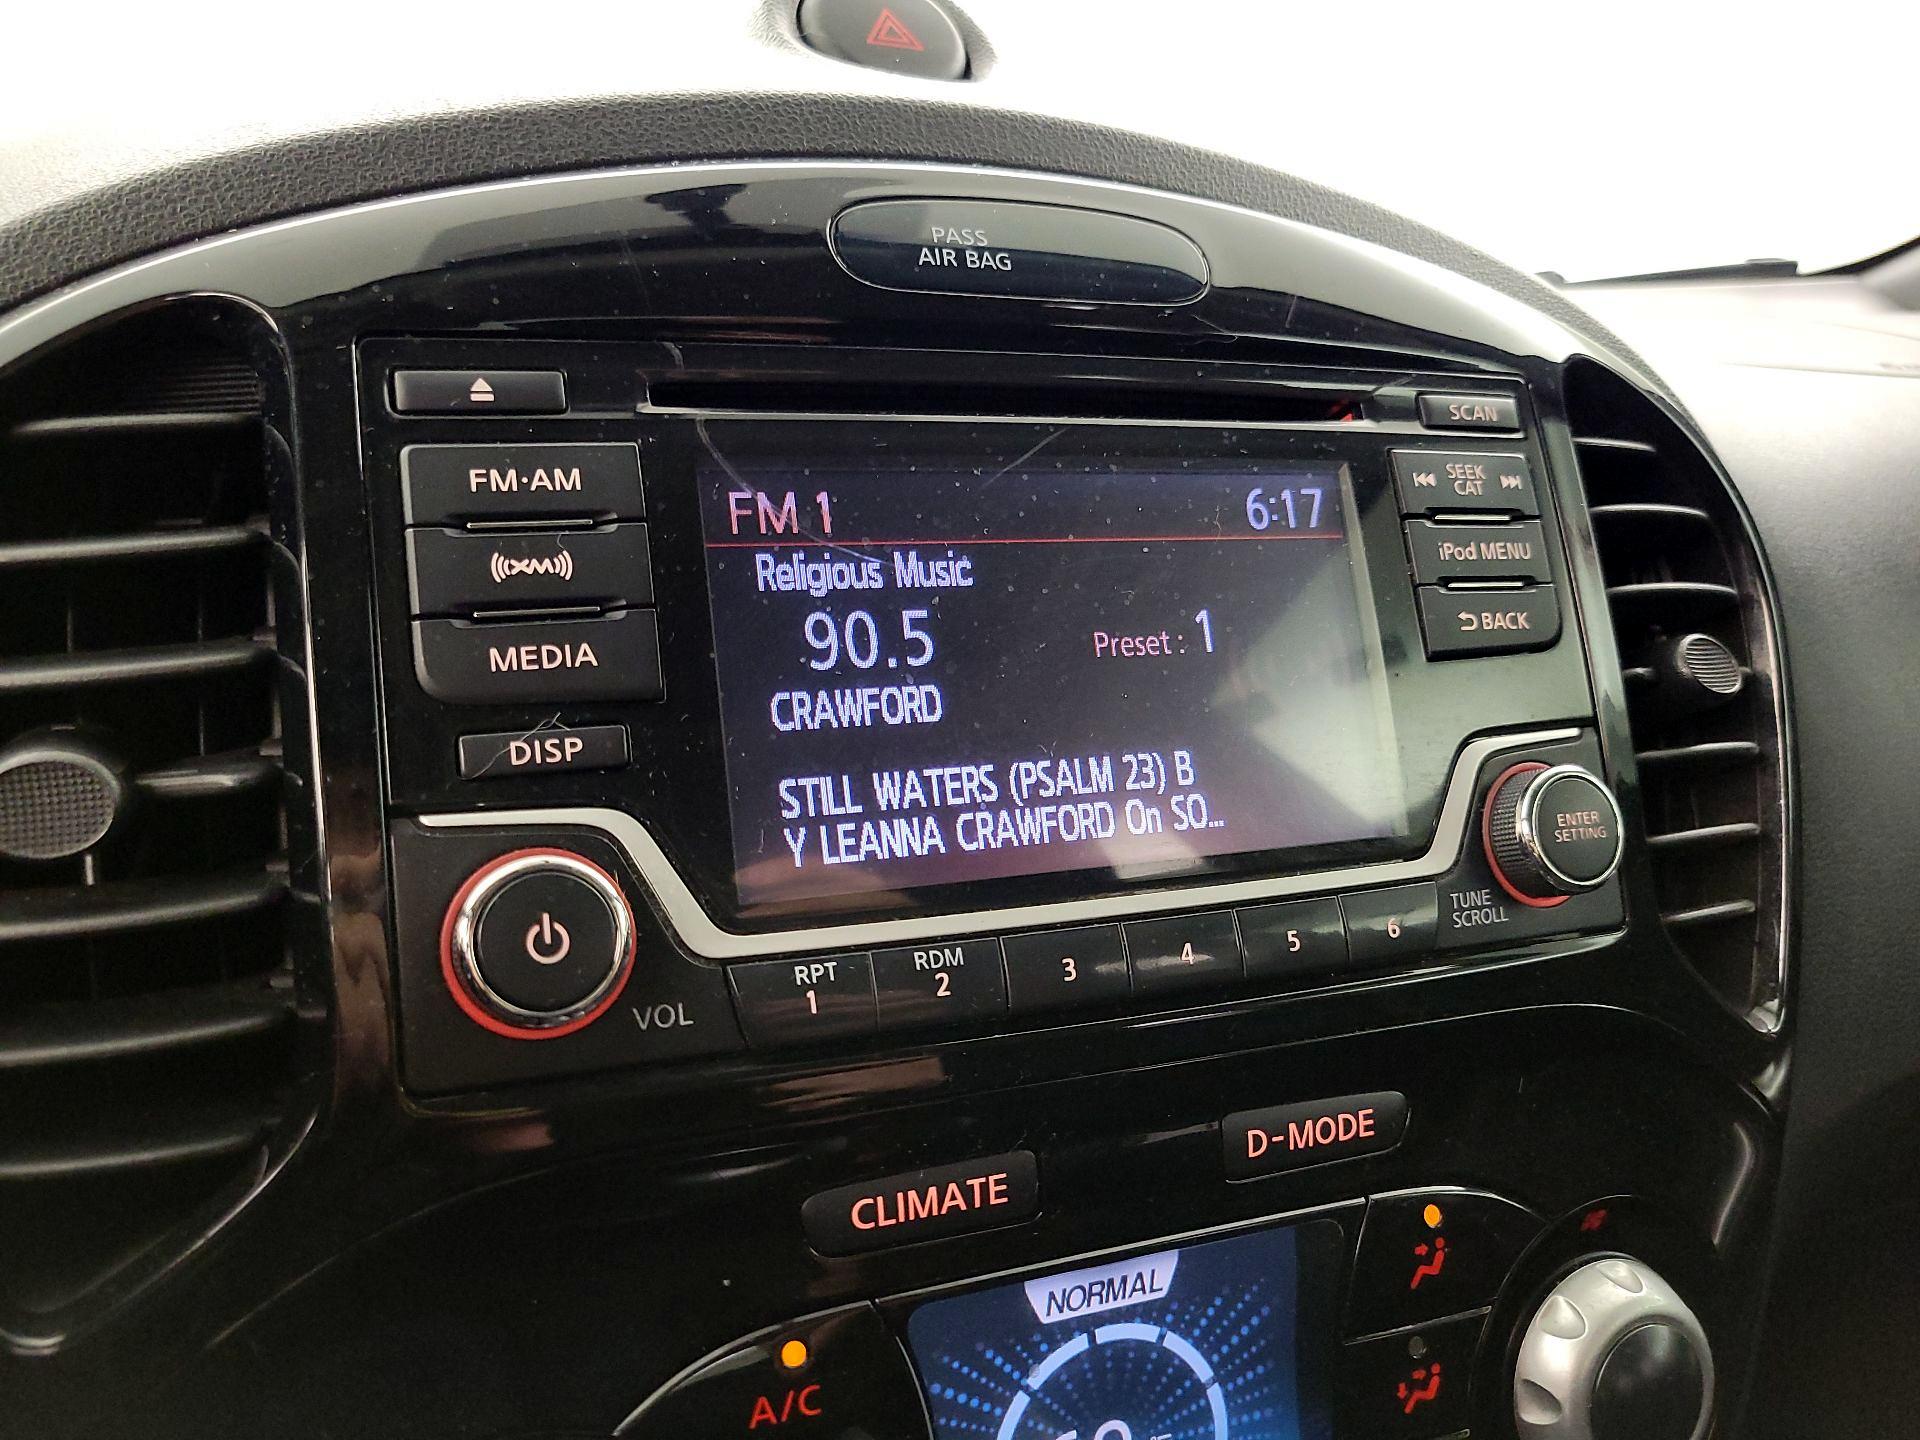 PASS
AIR BAG
SCAN
FM·AM
SEEK
CAT
XM
iPod MENU
MEDIA
BACK
DISP
FM 1 6:17
Religious Music
90.5 Preset : 1
CRAWFORD
STILL WATERS (PSALM 23) B
Y LEANNA CRAWFORD On SO...
ENTER
SETTING
TUNE
SCROLL
VOL
RPT
1
RDM
2
3
4
5
6
D-MODE
CLIMATE
NORMAL
A/C